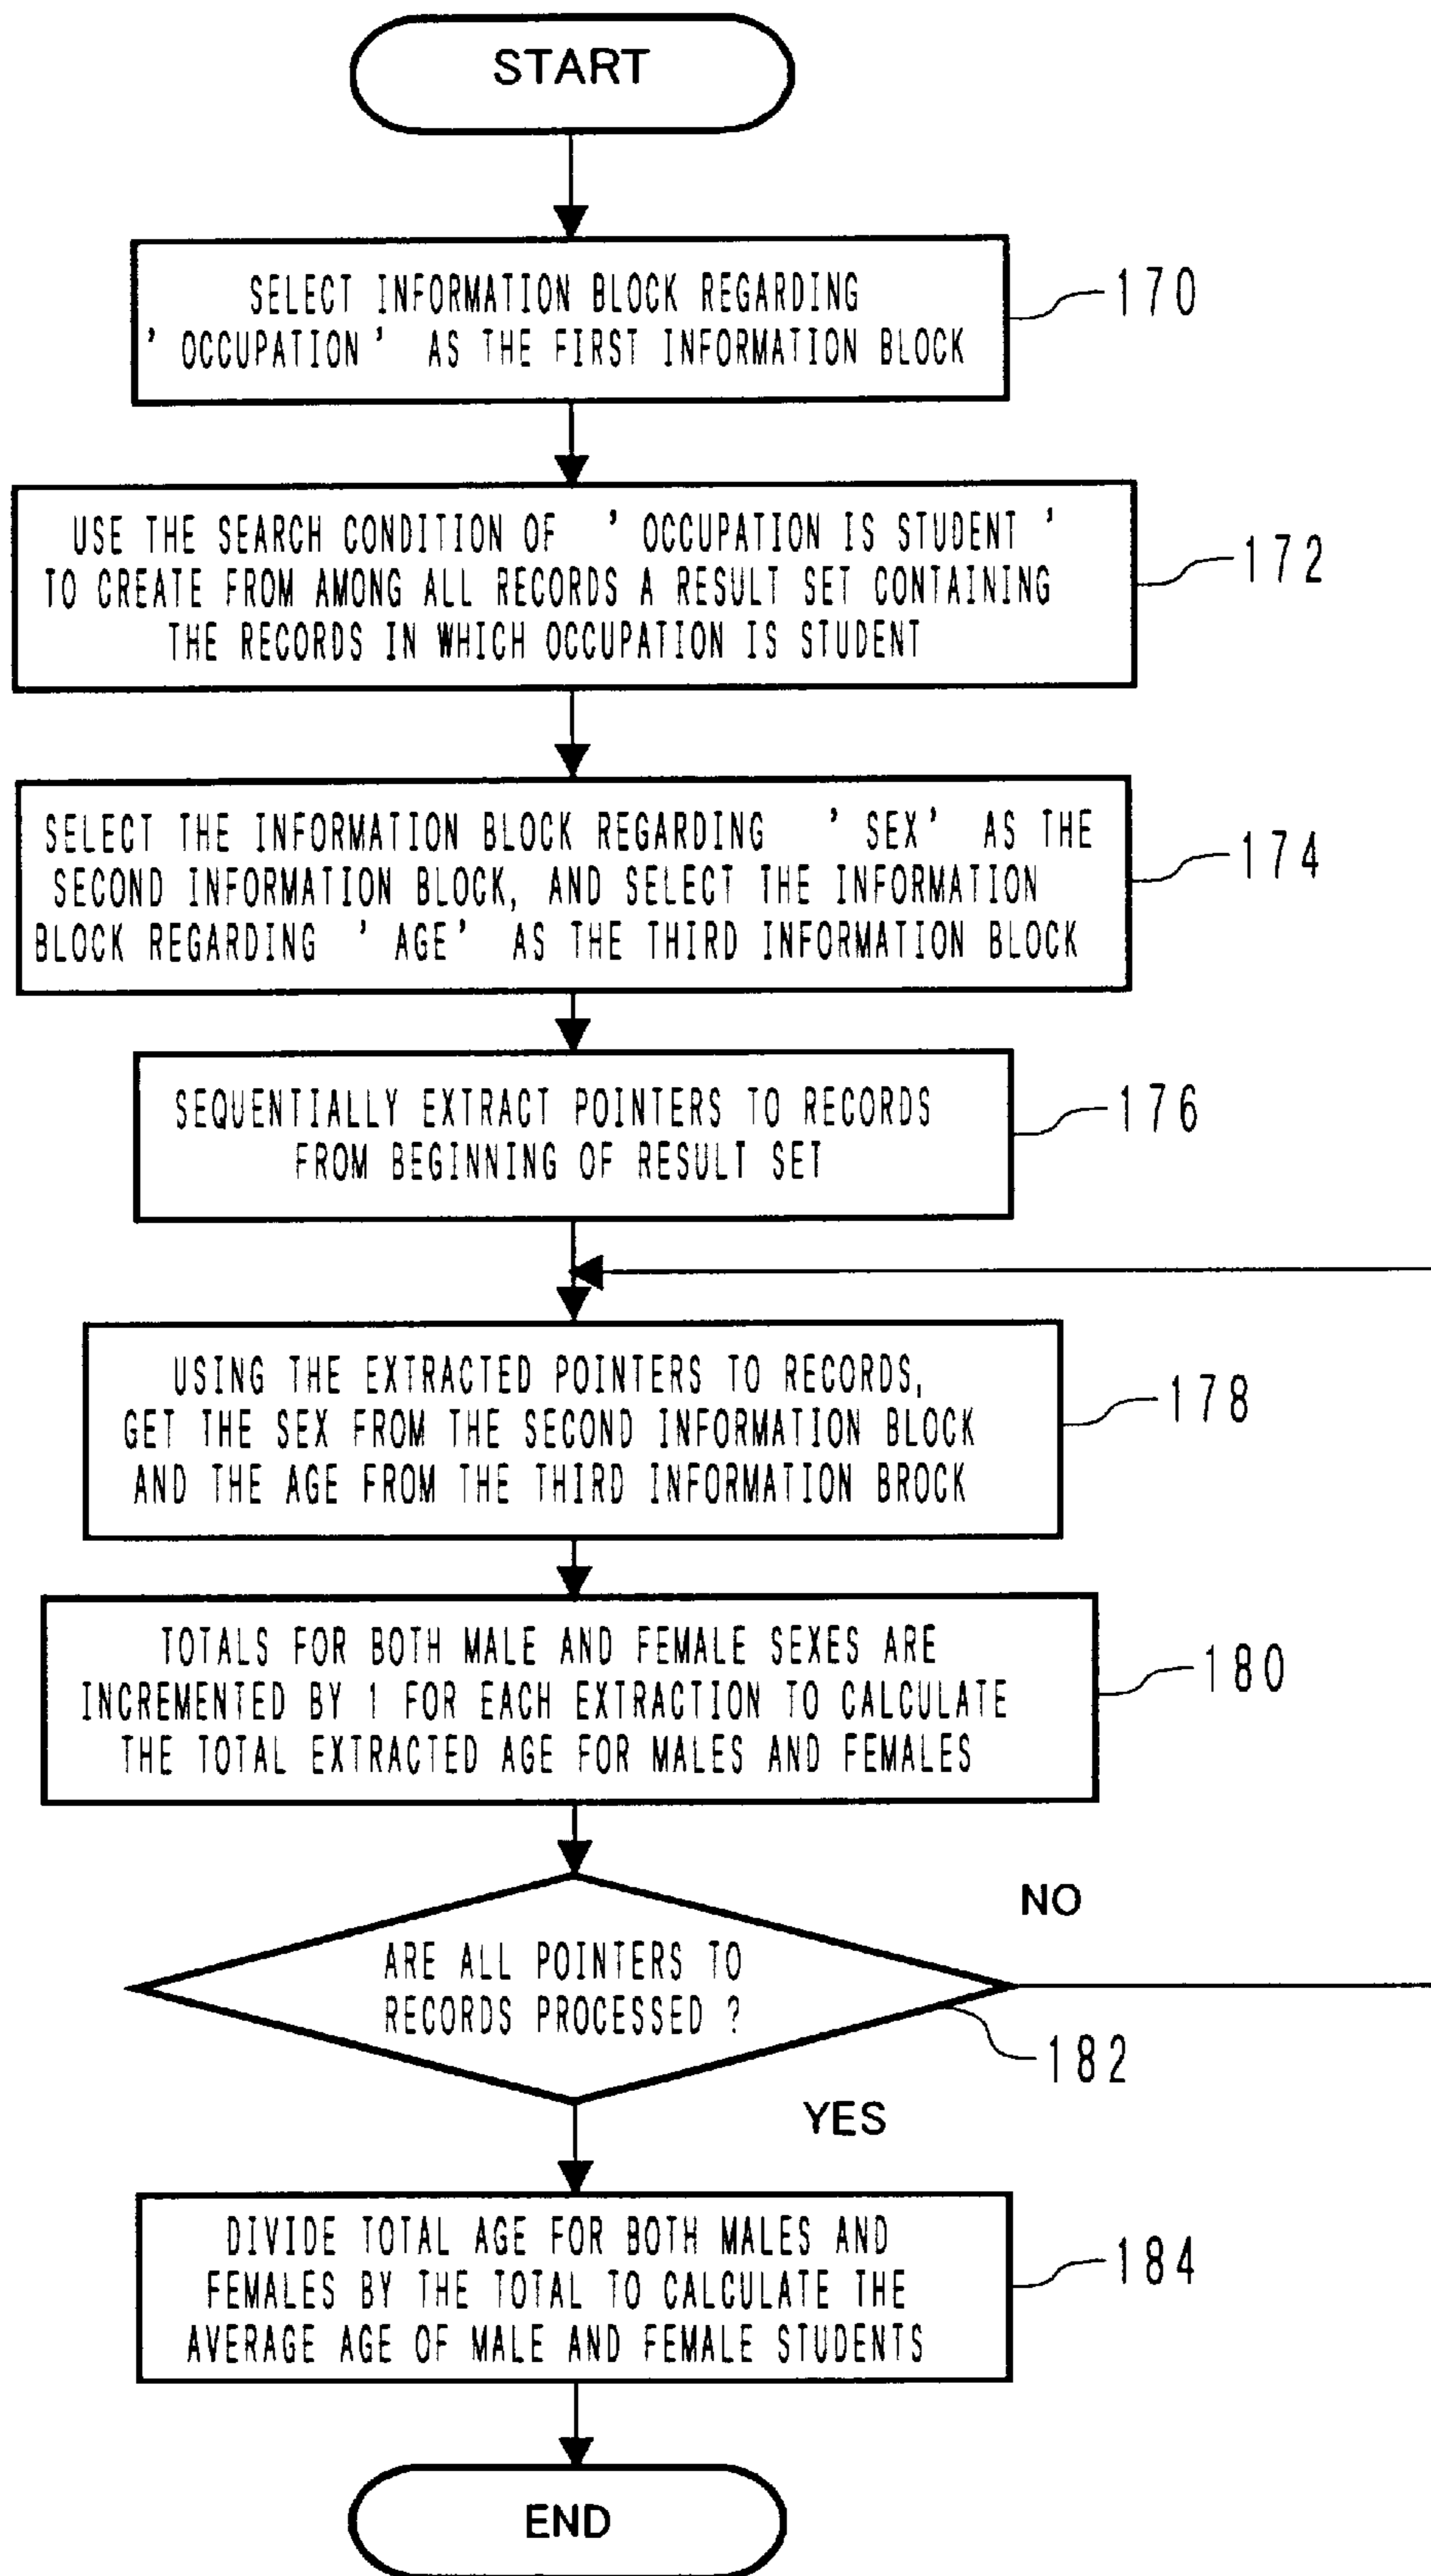 START
SELECT INFORMATION BLOCK REGARDING
' OCCUPATION ' AS THE FIRST INFORMATION BLOCK
170
USE THE SEARCH CONDITION OF ' OCCUPATION IS STUDENT '
TO CREATE FROM AMONG ALL RECORDS A RESULT SET CONTAINING
THE RECORDS IN WHICH OCCUPATION IS STUDENT
172
SELECT THE INFORMATION BLOCK REGARDING ' SEX' AS THE
SECOND INFORMATION BLOCK, AND SELECT THE INFORMATION
BLOCK REGARDING ' AGE' AS THE THIRD INFORMATION BLOCK
174
SEQUENTIALLY EXTRACT POINTERS TO RECORDS
FROM BEGINNING OF RESULT SET
176
USING THE EXTRACTED POINTERS TO RECORDS,
GET THE SEX FROM THE SECOND INFORMATION BLOCK
AND THE AGE FROM THE THIRD INFORMATION BROCK
178
TOTALS FOR BOTH MALE AND FEMALE SEXES ARE
INCREMENTED BY 1 FOR EACH EXTRACTION TO CALCULATE
THE TOTAL EXTRACTED AGE FOR MALES AND FEMALES
180
NO
ARE ALL POINTERS TO
RECORDS PROCESSED ?
182
YES
DIVIDE TOTAL AGE FOR BOTH MALES AND
FEMALES BY THE TOTAL TO CALCULATE THE
AVERAGE AGE OF MALE AND FEMALE STUDENTS
184
END